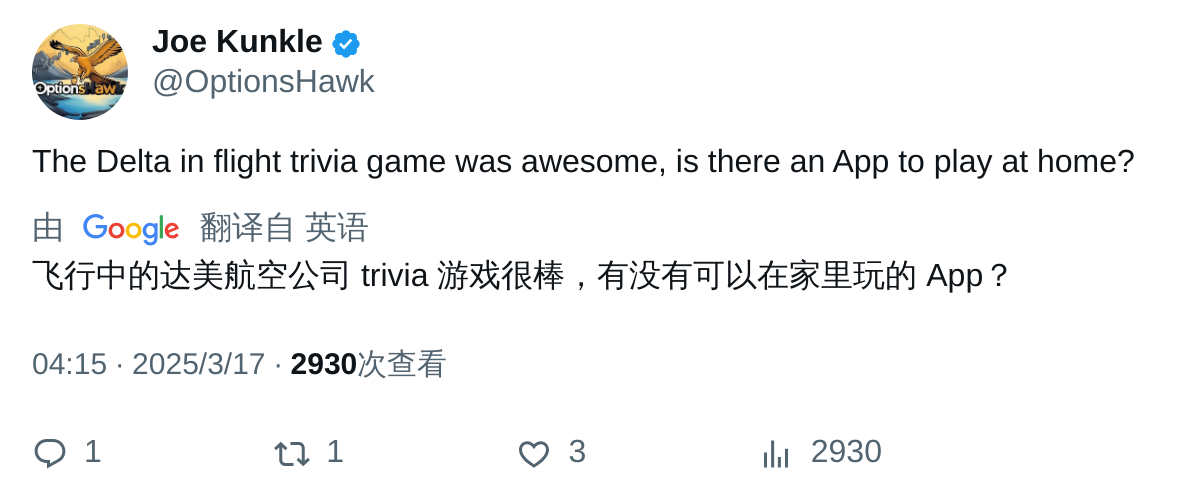 OptionsHawk
Joe Kunkle
@OptionsHawk
The Delta in flight trivia game was awesome, is there an App to play at home?
由 Google 翻译自 英语
飞行中的达美航空公司 trivia 游戏很棒，有没有可以在家里玩的 App？
04:15 · 2025/3/17 · 2930次查看
1 1 3 2930